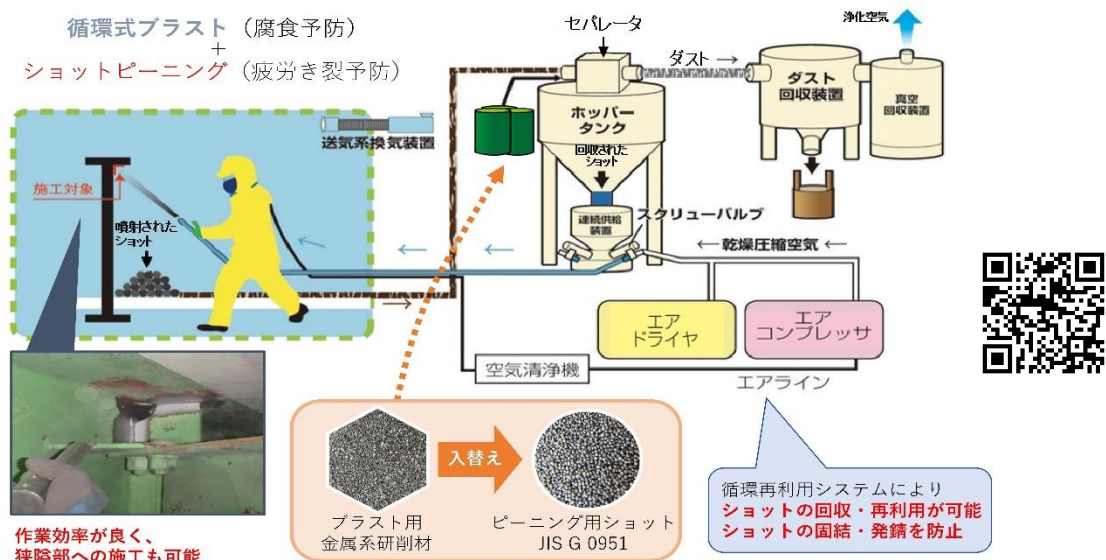 循環式ブラスト（腐食予防）
+
ショットピーニング（疲労き裂予防）
セパレータ
浄化空気
ダスト →
ダスト
回収装置
真空
回収装置
送気系換気装置
ホッパー
タンク
回収された
ショット
施工対象
噴射された
ショット
連続供給
装置
スクリューバルブ
←乾燥圧縮空気←
エア
ドライヤ
エア
コンプレッサ
空気清浄機
エアライン
入替え
ブラスト用
金属系研削材
ピーニング用ショット
JIS G 0951
循環再利用システムにより
ショットの回収・再利用が可能
ショットの固結・発錆を防止
作業効率が良く、
狭隘部への施工も可能